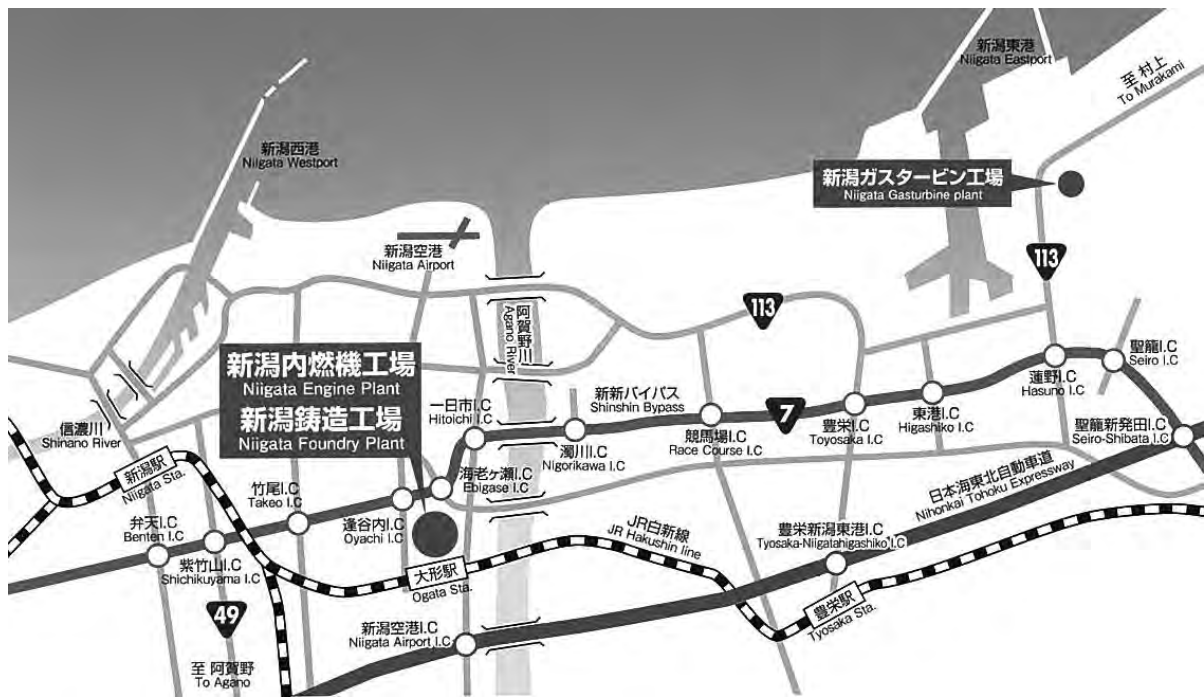 新潟東港
Niigata Eastport
至 村上
To Murakami
新潟西港
Niigata Westport
新潟ガスタービン工場
Niigata Gasturbine plant
新潟空港
Niigata Airport
113
113
阿賀野川
Agano River
新潟内燃機工場
Niigata Engine Plant
新潟鋳造工場
Niigata Foundry Plant
一日市I.C
Hitoichi I.C
新新バイパス
Shinshin Bypass
7
聖籠I.C
Seiro I.C
蓮野I.C
Hasuno I.C
東港I.C
Higashiko I.C
豊栄I.C
Toyosaka I.C
競馬場I.C
Race Course I.C
濁川I.C
Nigorikawa I.C
聖籠新発田I.C
Seiro-Shibata I.C
信濃川
Shinano River
新潟駅
Niigata Sta.
竹尾I.C
Takeo I.C
海老ヶ瀬I.C
Ebigase I.C
逢谷内I.C
Oyachi I.C
弁天I.C
Benten I.C
紫竹山I.C
Shichikuyama I.C
日本海東北自動車道
Nihonkai Tohoku Expressway
JR白新線
JR Hakushin line
豊栄新潟東港I.C
Tyosaka-Niigatahigashiko I.C
大形駅
Ogata Sta.
豊栄駅
Tyosaka Sta.
49
新潟空港I.C
Niigata Airport I.C
至 阿賀野
To Agano